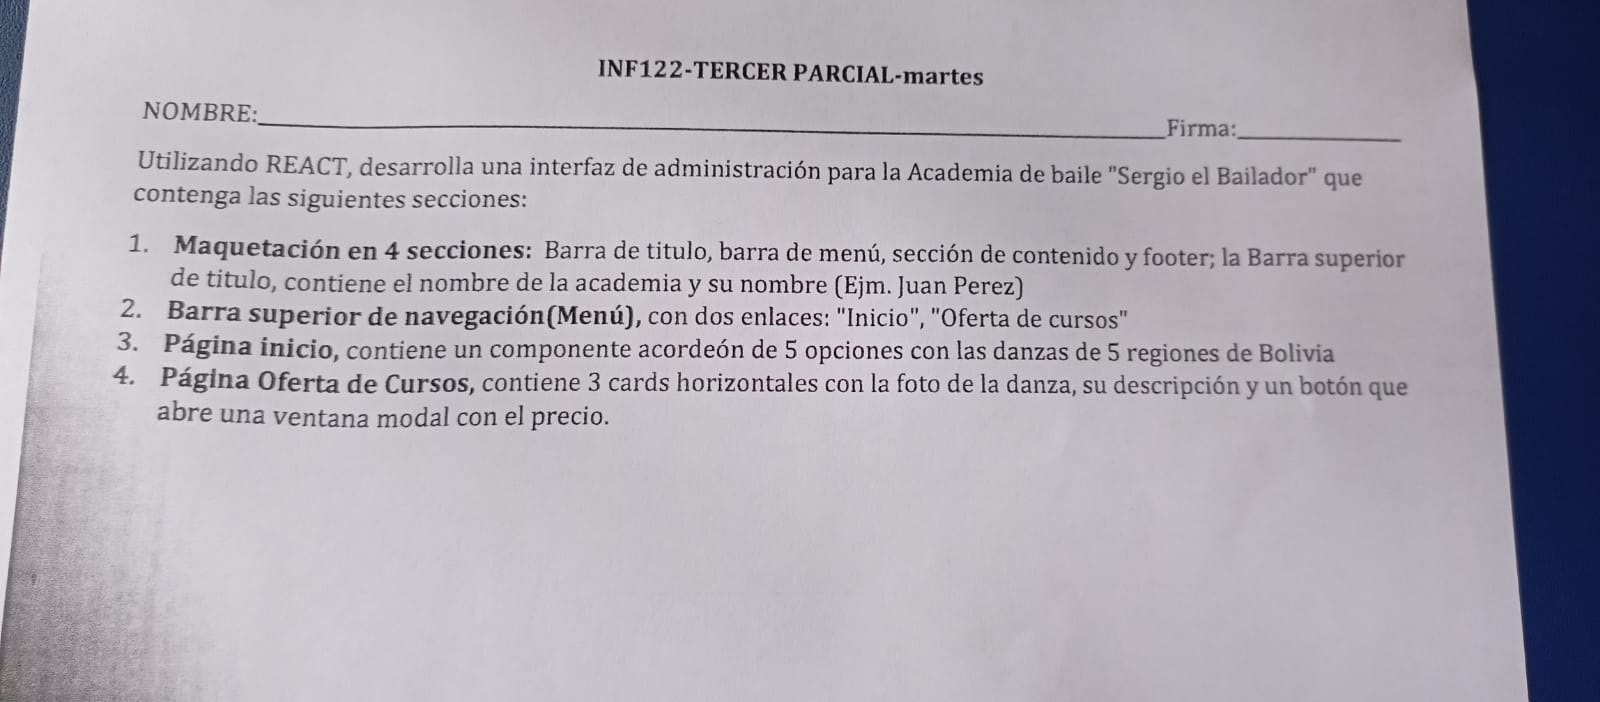 INF122-TERCER PARCIAL-martes
NOMBRE:
Firma:
Utilizando REACT, desarrolla una interfaz de administración para la Academia de baile "Sergio el Bailador" que
contenga las siguientes secciones:
1. Maquetación en 4 secciones: Barra de titulo, barra de menú, sección de contenido y footer; la Barra superior
de titulo, contiene el nombre de la academia y su nombre (Ejm. Juan Perez)
2. Barra superior de navegación(Menú), con dos enlaces: "Inicio", "Oferta de cursos"
3. Página inicio, contiene un componente acordeón de 5 opciones con las danzas de 5 regiones de Bolivia
4. Página Oferta de Cursos, contiene 3 cards horizontales con la foto de la danza, su descripción y un botón que
abre una ventana modal con el precio.